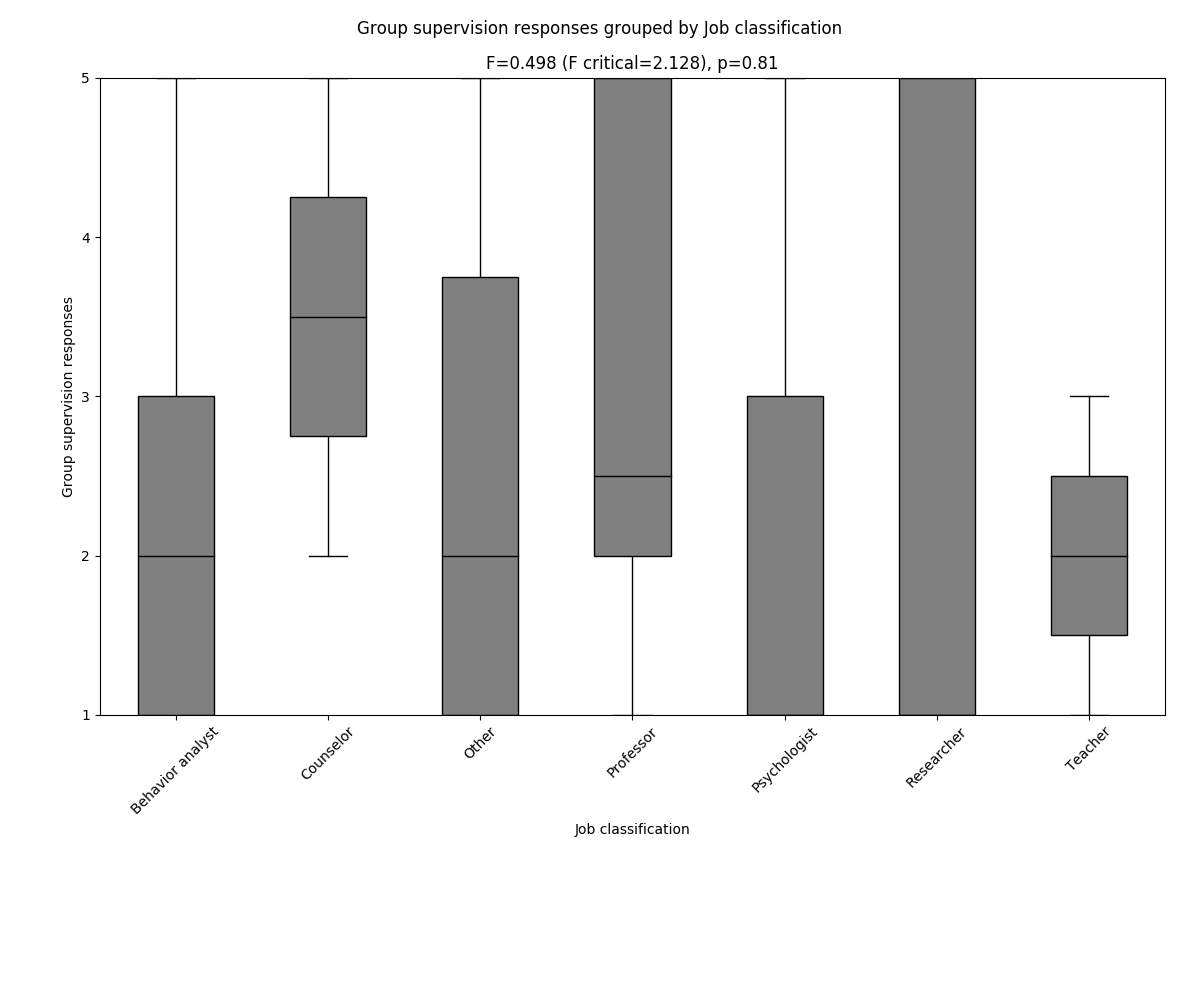 Group supervision responses grouped by Job classification
F=0.498 (F critical=2.128), p=0.81
5
4
3
2
1
Group supervision responses
Behavior analyst
Counselor
Other
Professor
Psychologist
Researcher
Teacher
Job classification